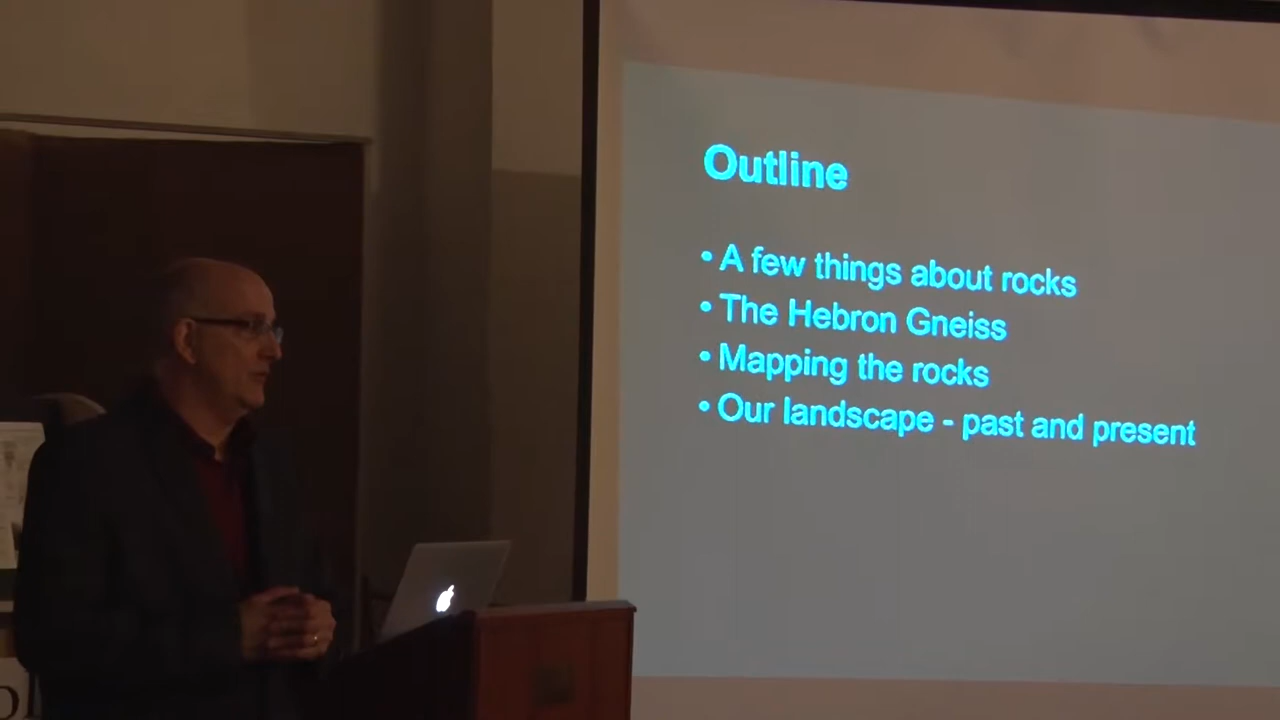 Outline
• A few things about rocks
• The Hebron Gneiss
• Mapping the rocks
• Our landscape - past and present